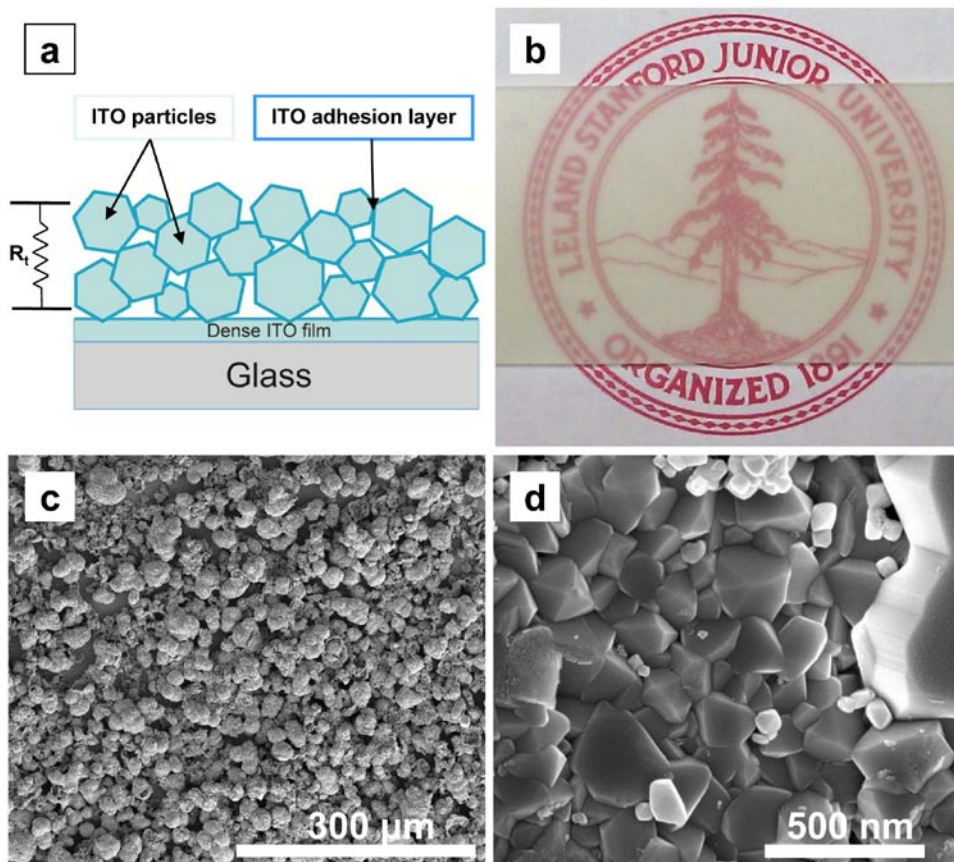 a
ITO particles
ITO adhesion layer
Rt
Dense ITO film
Glass
b
LELAND STANFORD JUNIOR UNIVERSITY
ORGANIZED 1891
c
300 µm
d
500 nm